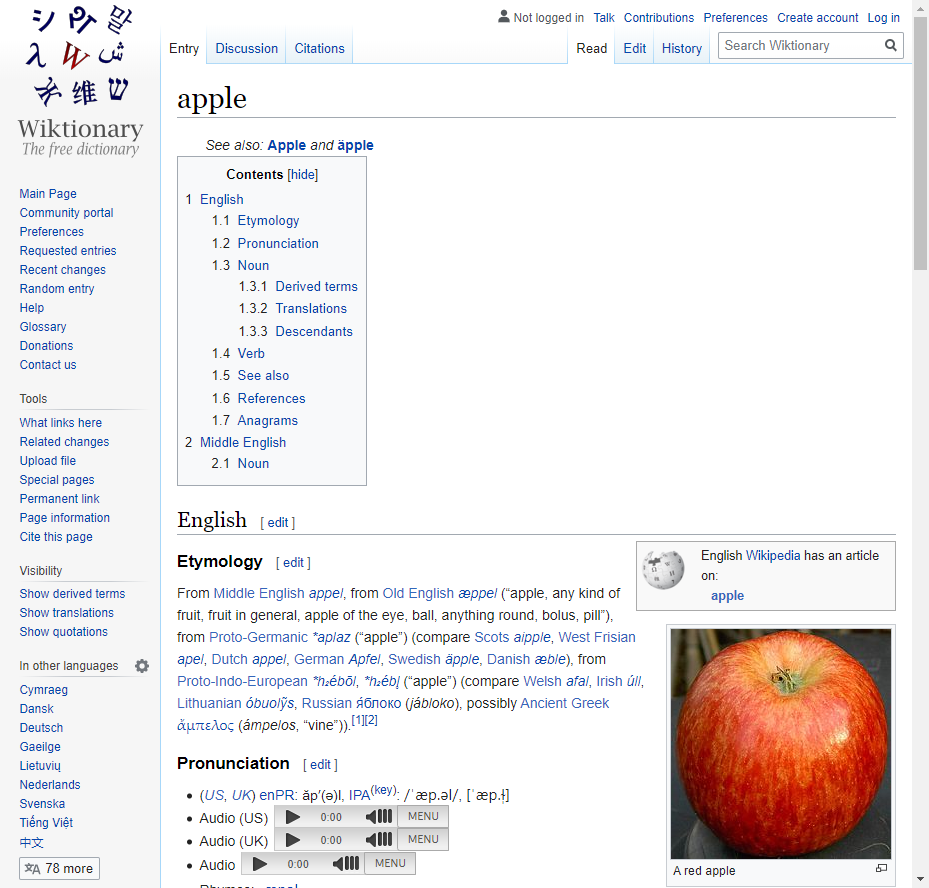 Not logged in Talk Contributions Preferences Create account Log in
Entry Discussion Citations Read Edit History Search Wiktionary
シ 말
λ W ش
维 ש
Wiktionary
The free dictionary
Main Page
Community portal
Preferences
Requested entries
Recent changes
Random entry
Help
Glossary
Donations
Contact us
Tools
What links here
Related changes
Upload file
Special pages
Permanent link
Page information
Cite this page
Visibility
Show derived terms
Show translations
Show quotations
In other languages
Cymraeg
Dansk
Deutsch
Gaeilge
Lietuvių
Nederlands
Svenska
Tiếng Việt
中文
78 more
apple
See also: Apple and äpple
Contents [hide]
1 English
1.1 Etymology
1.2 Pronunciation
1.3 Noun
1.3.1 Derived terms
1.3.2 Translations
1.3.3 Descendants
1.4 Verb
1.5 See also
1.6 References
1.7 Anagrams
2 Middle English
2.1 Noun
English [ edit ]
English Wikipedia has an article
on:
apple
Etymology [ edit ]
From Middle English appel, from Old English æppel (“apple, any kind of
fruit, fruit in general, apple of the eye, ball, anything round, bolus, pill”),
from Proto-Germanic *aplaz (“apple”) (compare Scots aipple, West Frisian
apel, Dutch appel, German Apfel, Swedish äpple, Danish æble), from
Proto-Indo-European *h₂ébōl, *h₂ébl̥ (“apple”) (compare Welsh afal, Irish úll,
Lithuanian óbuolỹs, Russian я́блоко (jábloko), possibly Ancient Greek
ἄμπελος (ámpelos, “vine”)).[1][2]
A red apple
Pronunciation [ edit ]
(US, UK) enPR: ăp′(ə)l, IPA(key): /ˈæp.əl/, [ˈæp.ɫ̩]
Audio (US) 0:00 MENU
Audio (UK) 0:00 MENU
Audio 0:00 MENU